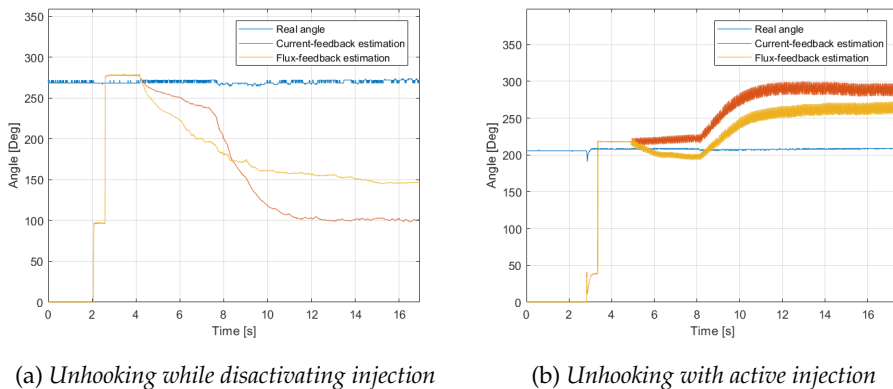 Real angle
Current-feedback estimation
Flux-feedback estimation
350
300
250
200
150
100
50
0
Angle [Deg]
0 2 4 6 8 10 12 14 16
Time [s]
(a) Unhooking while disactivating injection
Real angle
Current-feedback estimation
Flux-feedback estimation
350
300
250
200
150
100
50
0
Angle [Deg]
0 2 4 6 8 10 12 14 16
Time [s]
(b) Unhooking with active injection